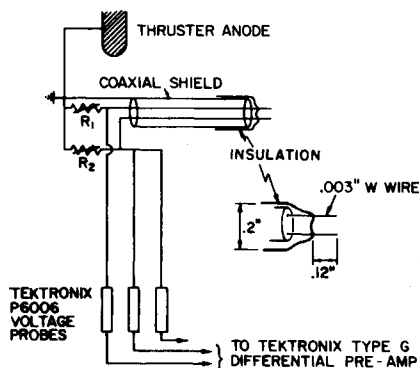 THRUSTER ANODE
COAXIAL SHIELD
R1
R2
INSULATION
.003" W WIRE
.2"
.12"
TEKTRONIX
P6006
VOLTAGE
PROBES
TO TEKTRONIX TYPE G
DIFFERENTIAL PRE-AMP